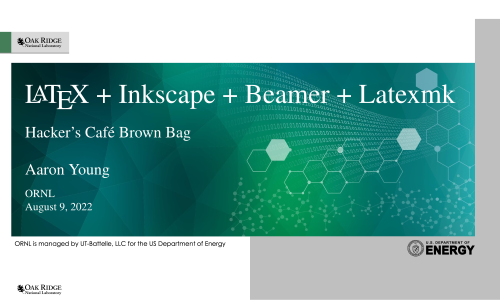 OAK RIDGE
National Laboratory
LATEX + Inkscape + Beamer + Latexmk
Hacker's Café Brown Bag
Aaron Young
ORNL
August 9, 2022
ORNL is managed by UT-Battelle, LLC for the US Department of Energy
U.S. DEPARTMENT OF
ENERGY
OAK RIDGE
National Laboratory